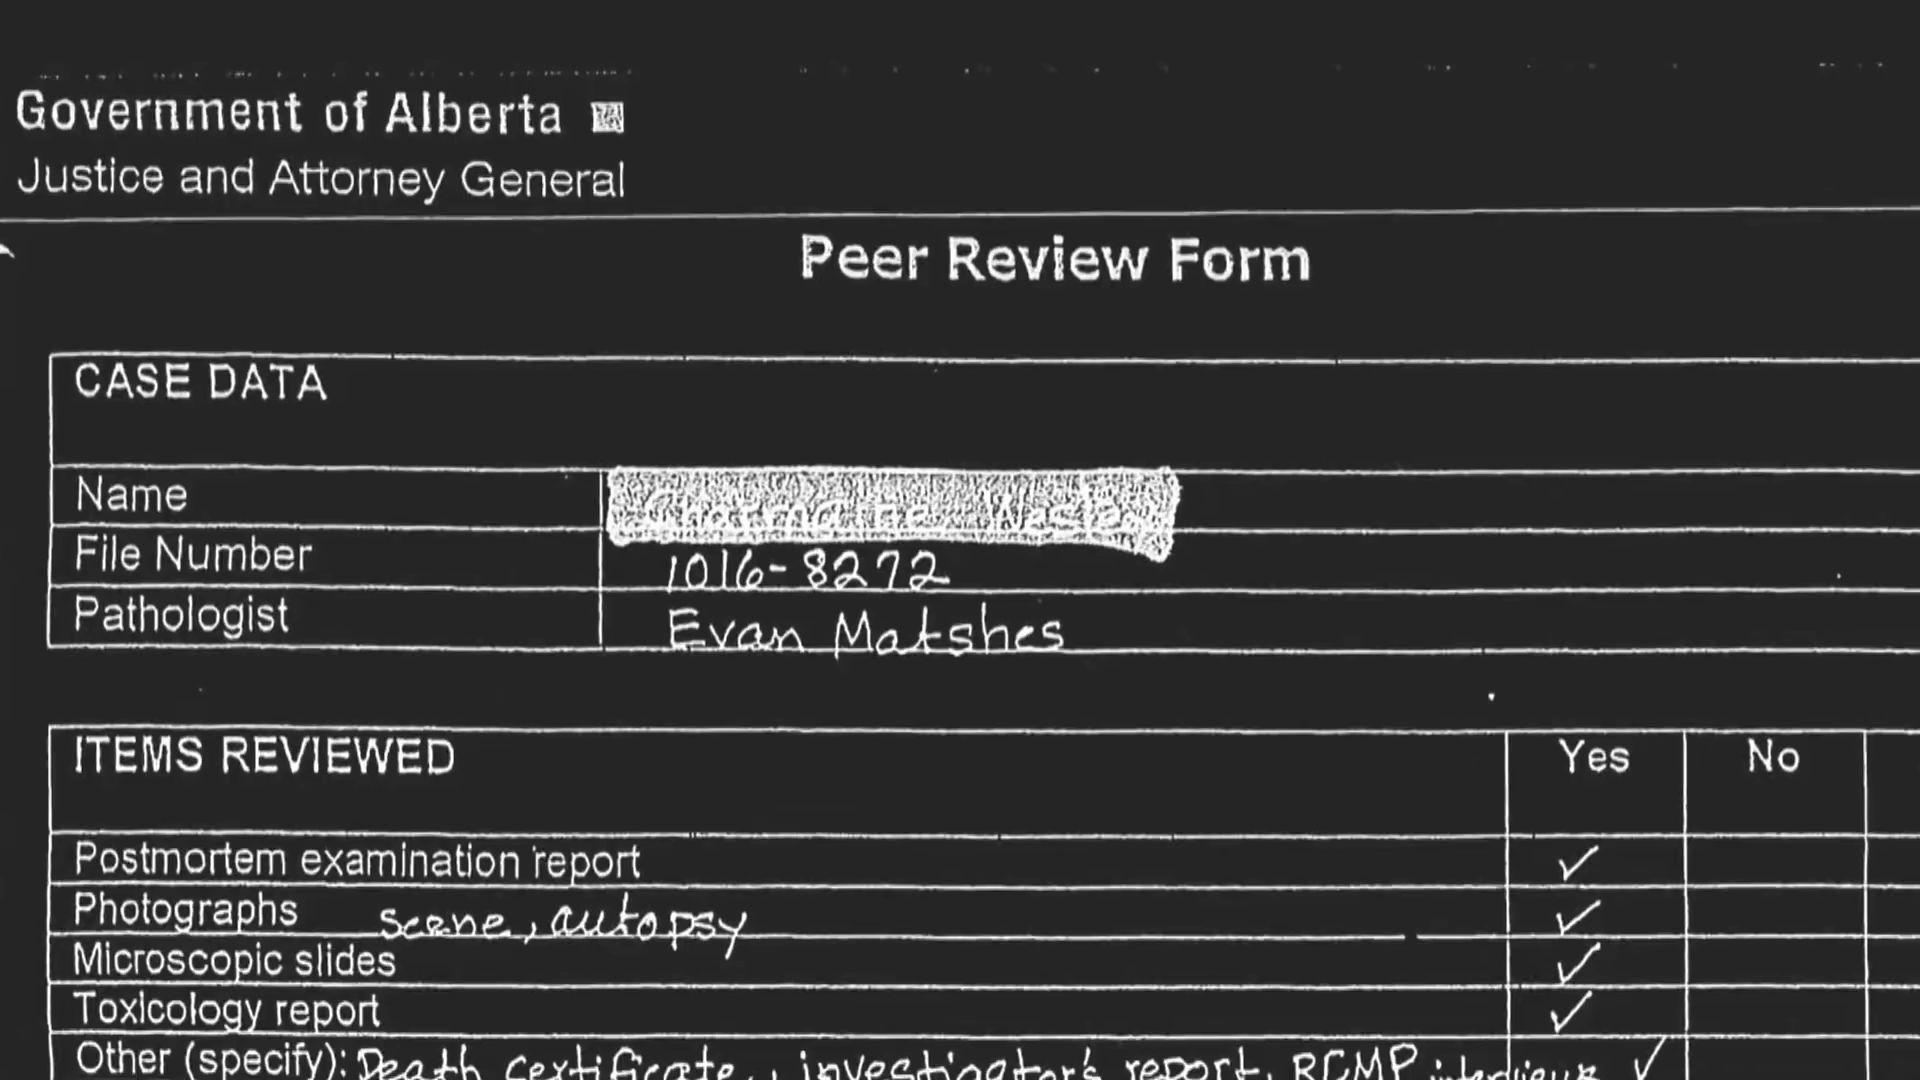 Government of Alberta
Justice and Attorney General
Peer Review Form
CASE DATA
Name
File Number 1016-8272
Pathologist Evan Matshes
ITEMS REVIEWED Yes No
Postmortem examination report ✓
Photographs scene, autopsy ✓
Microscopic slides ✓
Toxicology report ✓
Other (specify): Death certificate, investigator's report, RCMP interviews ✓